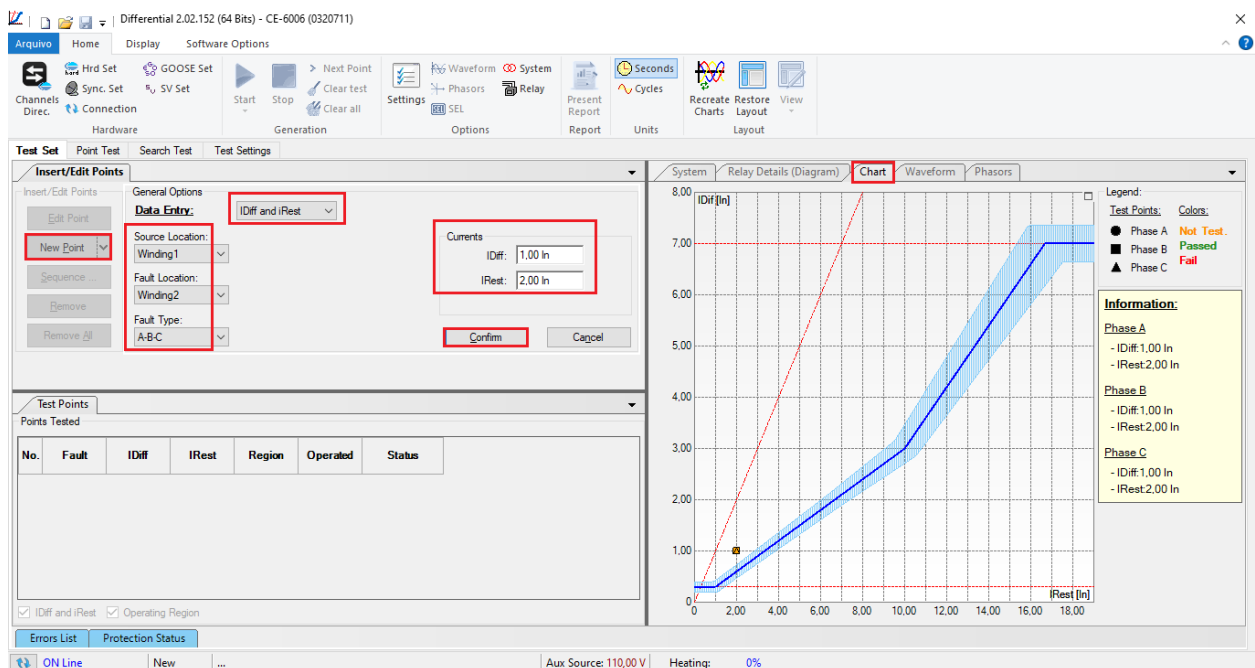 Differential 2.02.152 (64 Bits) - CE-6006 (0320711)
Arquivo Home Display Software Options
Channels Direc.
Hrd Set
Sync. Set
Connection
GOOSE Set
SV Set
Hardware
Start
Stop
Next Point
Clear test
Clear all
Generation
Settings
Waveform
Phasors
SEL
System
Relay
Options
Present Report
Report
Seconds
Cycles
Units
Recreate Charts
Restore Layout
View
Layout
Test Set Point Test Search Test Test Settings
Insert/Edit Points
Insert/Edit Points
Edit Point
New Point
Sequence ...
Remove
Remove All
General Options
Data Entry: IDiff and iRest
Source Location:
Winding1
Fault Location:
Winding2
Fault Type:
A-B-C
Currents
IDiff: 1,00 In
IRest: 2,00 In
Confirm Cancel
Test Points
Points Tested
No. Fault IDiff IRest Region Operated Status
IDiff and iRest Operating Region
Errors List Protection Status
System Relay Details (Diagram) Chart Waveform Phasors
IDif [In]
8,00
7,00
6,00
5,00
4,00
3,00
2,00
1,00
0
IRest [In]
0 2,00 4,00 6,00 8,00 10,00 12,00 14,00 16,00 18,00
Legend:
Test Points: Colors:
Phase A Not Test.
Phase B Passed
Phase C Fail
Information:
Phase A
- IDiff:1,00 In
- IRest:2,00 In
Phase B
- IDiff:1,00 In
- IRest:2,00 In
Phase C
- IDiff:1,00 In
- IRest:2,00 In
ON Line New ... Aux Source: 110,00 V Heating: 0%